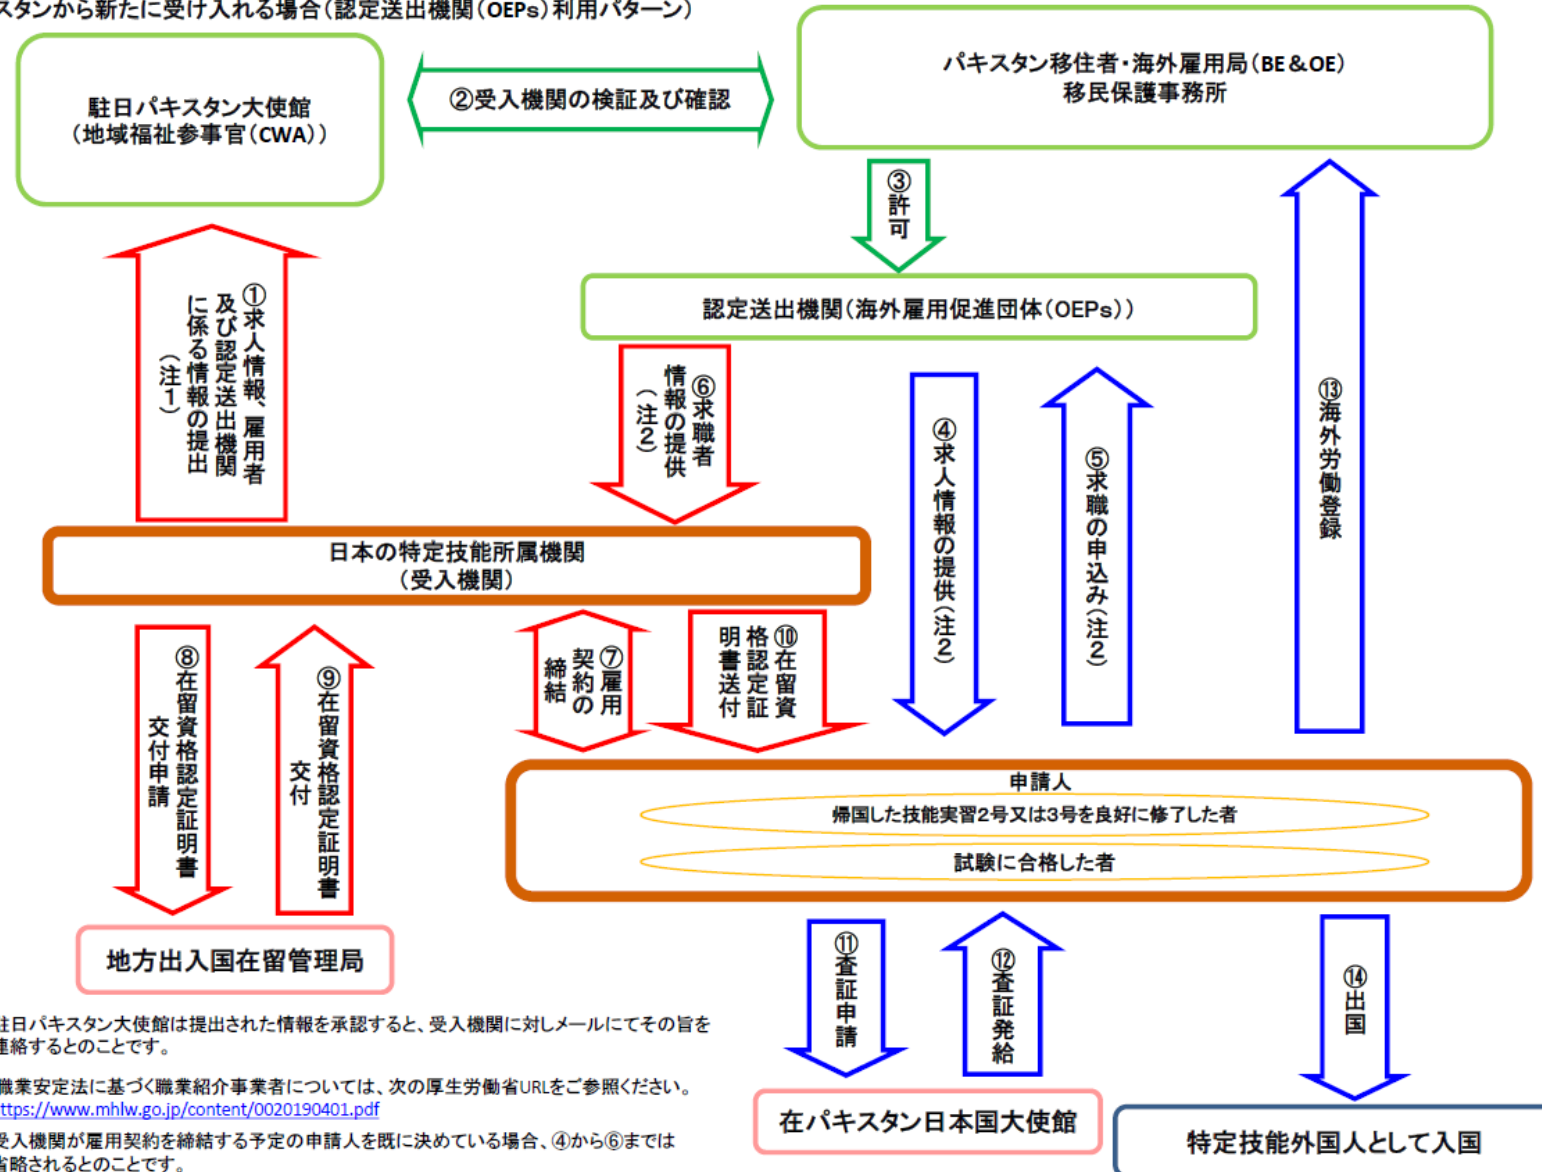 スタンから新たに受け入れる場合（認定送出機関（OEPs）利用パターン）
駐日パキスタン大使館
（地域福祉参事官（CWA））
②受入機関の検証及び確認
パキスタン移住者・海外雇用局（BE＆OE）
移民保護事務所
③許可
認定送出機関（海外雇用促進団体（OEPs））
①求人情報、雇用者
及び認定送出機関
に係る情報の提出
（注１）
⑥求職者
情報の提供
（注２）
④求人情報の提供（注２）
⑤求職の申込み（注２）
⑬海外労働登録
日本の特定技能所属機関
（受入機関）
⑧在留資格認定証明書
交付申請
⑨在留資格認定証明書
交付
⑦雇用
契約の
締結
⑩在留資
格認定証
明書送付
申請人
帰国した技能実習２号又は３号を良好に修了した者
試験に合格した者
地方出入国在留管理局
⑪査証申請
⑫査証発給
⑭出国
在パキスタン日本国大使館
特定技能外国人として入国
駐日パキスタン大使館は提出された情報を承認すると、受入機関に対しメールにてその旨を
連絡するとのことです。
職業安定法に基づく職業紹介事業者については、次の厚生労働省URLをご参照ください。
ttps://www.mhlw.go.jp/content/0020190401.pdf
受入機関が雇用契約を締結する予定の申請人を既に決めている場合、④から⑥までは
省略されるとのことです。